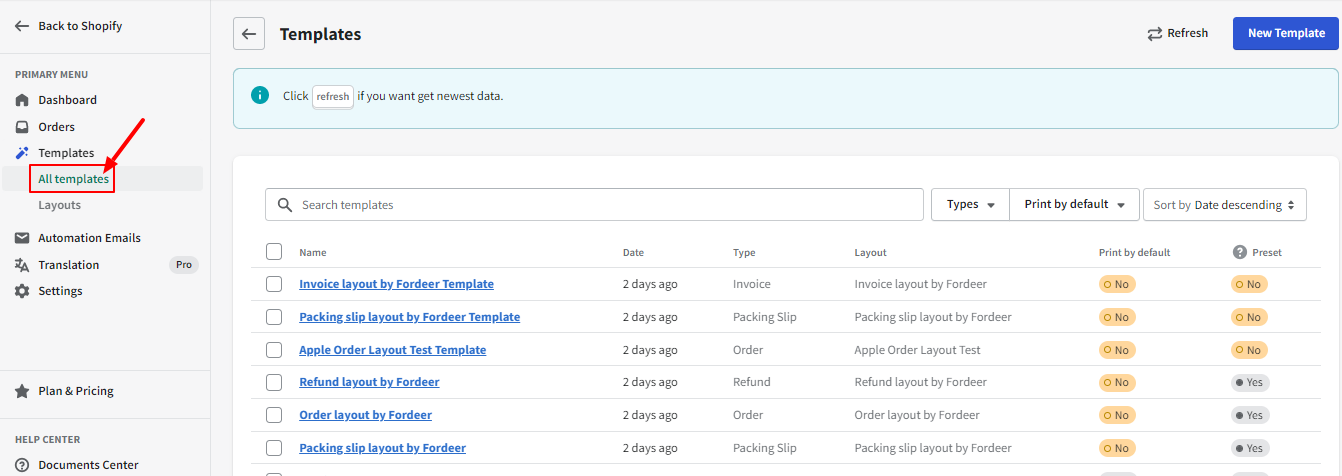 Back to Shopify
PRIMARY MENU
Dashboard
Orders
Templates
All templates
Layouts
Automation Emails
Translation Pro
Settings
Plan & Pricing
HELP CENTER
Documents Center
Templates
Refresh
New Template
Click refresh if you want get newest data.
Search templates
Types
Print by default
Sort by Date descending
Name Date Type Layout Print by default Preset
Invoice layout by Fordeer Template 2 days ago Invoice Invoice layout by Fordeer No No
Packing slip layout by Fordeer Template 2 days ago Packing Slip Packing slip layout by Fordeer No No
Apple Order Layout Test Template 2 days ago Order Apple Order Layout Test No No
Refund layout by Fordeer 2 days ago Refund Refund layout by Fordeer No Yes
Order layout by Fordeer 2 days ago Order Order layout by Fordeer No Yes
Packing slip layout by Fordeer 2 days ago Packing Slip Packing slip layout by Fordeer No Yes